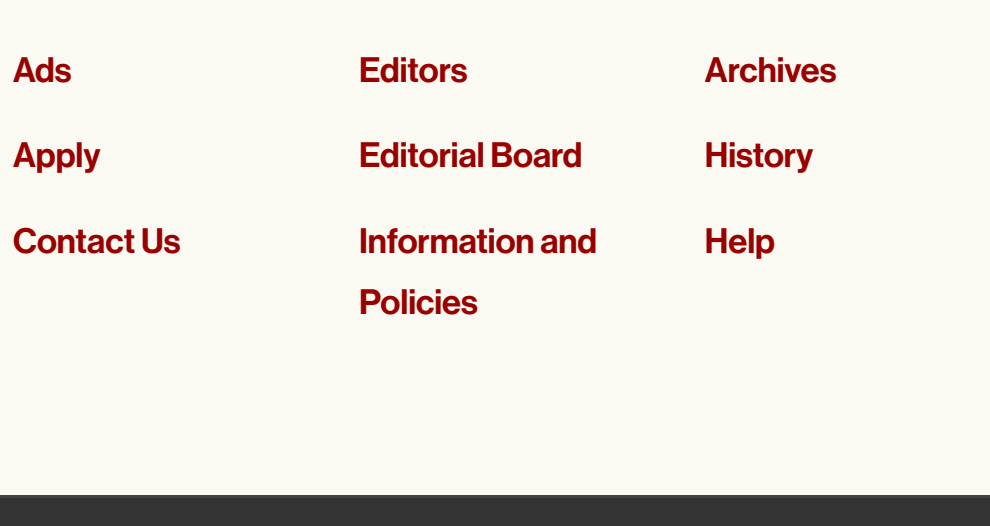 Ads
Apply
Contact Us
Editors
Editorial Board
Information and
Policies
Archives
History
Help